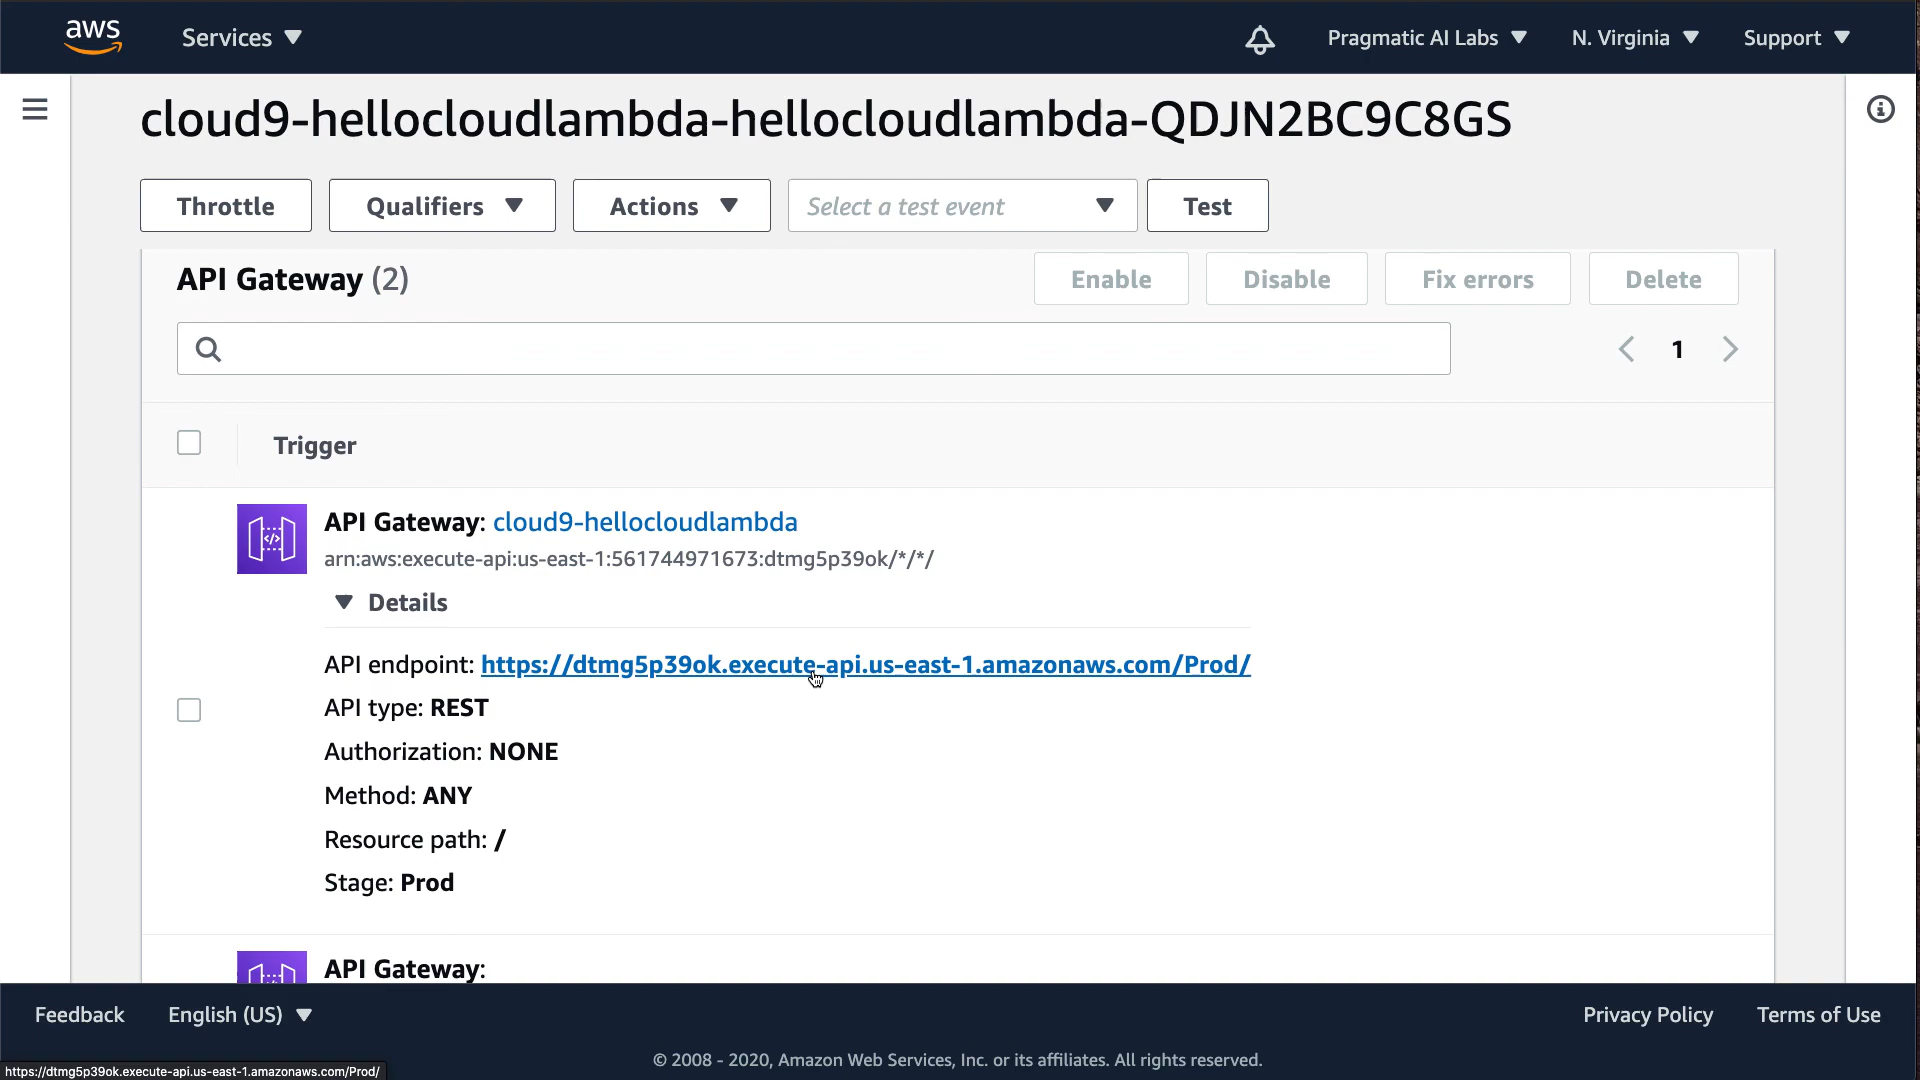 aws Services Pragmatic AI Labs N. Virginia Support
cloud9-hellocloudlambda-hellocloudlambda-QDJN2BC9C8GS
Throttle Qualifiers Actions Select a test event Test
API Gateway (2) Enable Disable Fix errors Delete
1
Trigger
API Gateway: cloud9-hellocloudlambda
arn:aws:execute-api:us-east-1:561744971673:dtmg5p39ok/*/*/
Details
API endpoint: https://dtmg5p39ok.execute-api.us-east-1.amazonaws.com/Prod/
API type: REST
Authorization: NONE
Method: ANY
Resource path: /
Stage: Prod
API Gateway:
Feedback English (US) Privacy Policy Terms of Use
© 2008 - 2020, Amazon Web Services, Inc. or its affiliates. All rights reserved.
https://dtmg5p39ok.execute-api.us-east-1.amazonaws.com/Prod/